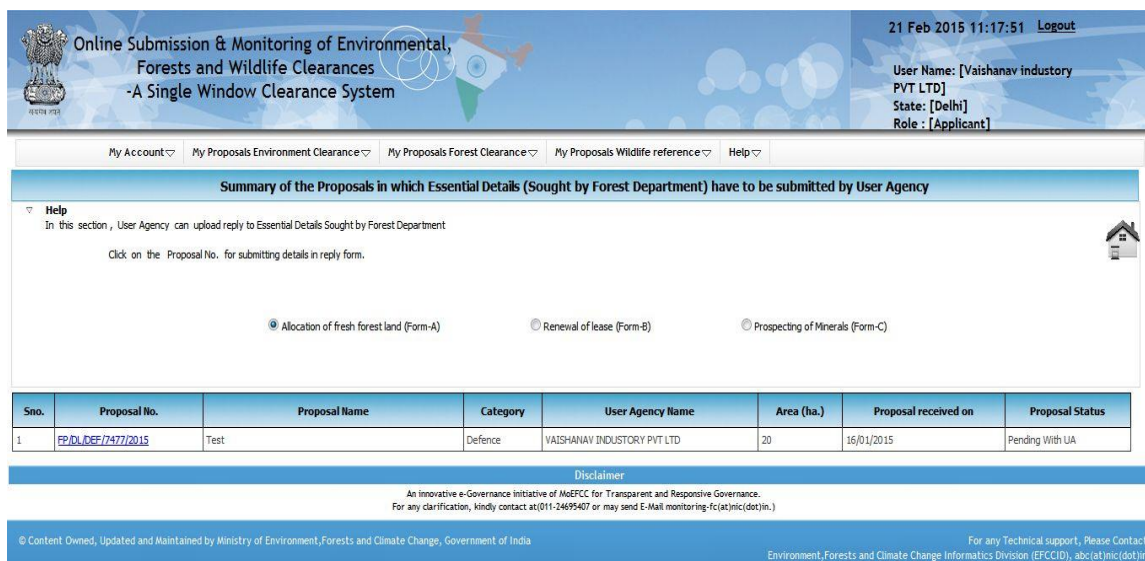 21 Feb 2015 11:17:51 Logout
Online Submission & Monitoring of Environmental,
Forests and Wildlife Clearances
-A Single Window Clearance System
सत्यमेव जयते
User Name: [Vaishanav industory
PVT LTD]
State: [Delhi]
Role : [Applicant]
My Account My Proposals Environment Clearance My Proposals Forest Clearance My Proposals Wildlife reference Help
Summary of the Proposals in which Essential Details (Sought by Forest Department) have to be submitted by User Agency
Help
In this section , User Agency can upload reply to Essential Details Sought by Forest Department
Click on the Proposal No. for submitting details in reply form.
Allocation of fresh forest land (Form-A) Renewal of lease (Form-B) Prospecting of Minerals (Form-C)
Sno. Proposal No. Proposal Name Category User Agency Name Area (ha.) Proposal received on Proposal Status
1 FP/DL/DEF/7477/2015 Test Defence VAISHANAV INDUSTORY PVT LTD 20 16/01/2015 Pending With UA
Disclaimer
An innovative e-Governance initiative of MoEFCC for Transparent and Responsive Governance.
For any clarification, kindly contact at(011-24695407 or may send E-Mail monitoring-fc(at)nic(dot)in.)
© Content Owned, Updated and Maintained by Ministry of Environment,Forests and Climate Change, Government of India
For any Technical support, Please Contact
Environment,Forests and Climate Change Informatics Division (EFCCID), abc(at)nic(dot)in